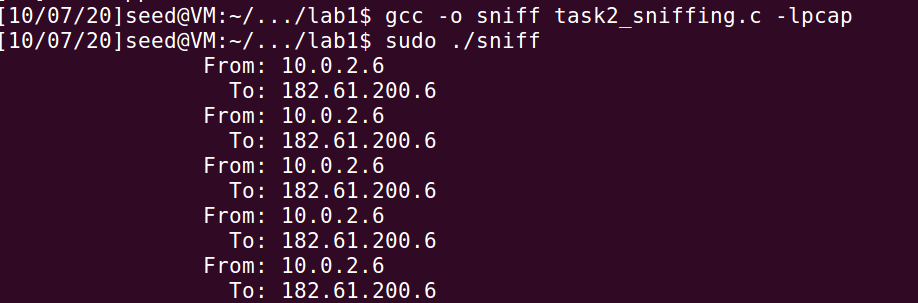 [10/07/20]seed@VM:~/.../lab1$ gcc -o sniff task2_sniffing.c -lpcap
[10/07/20]seed@VM:~/.../lab1$ sudo ./sniff
From: 10.0.2.6
To: 182.61.200.6
From: 10.0.2.6
To: 182.61.200.6
From: 10.0.2.6
To: 182.61.200.6
From: 10.0.2.6
To: 182.61.200.6
From: 10.0.2.6
To: 182.61.200.6